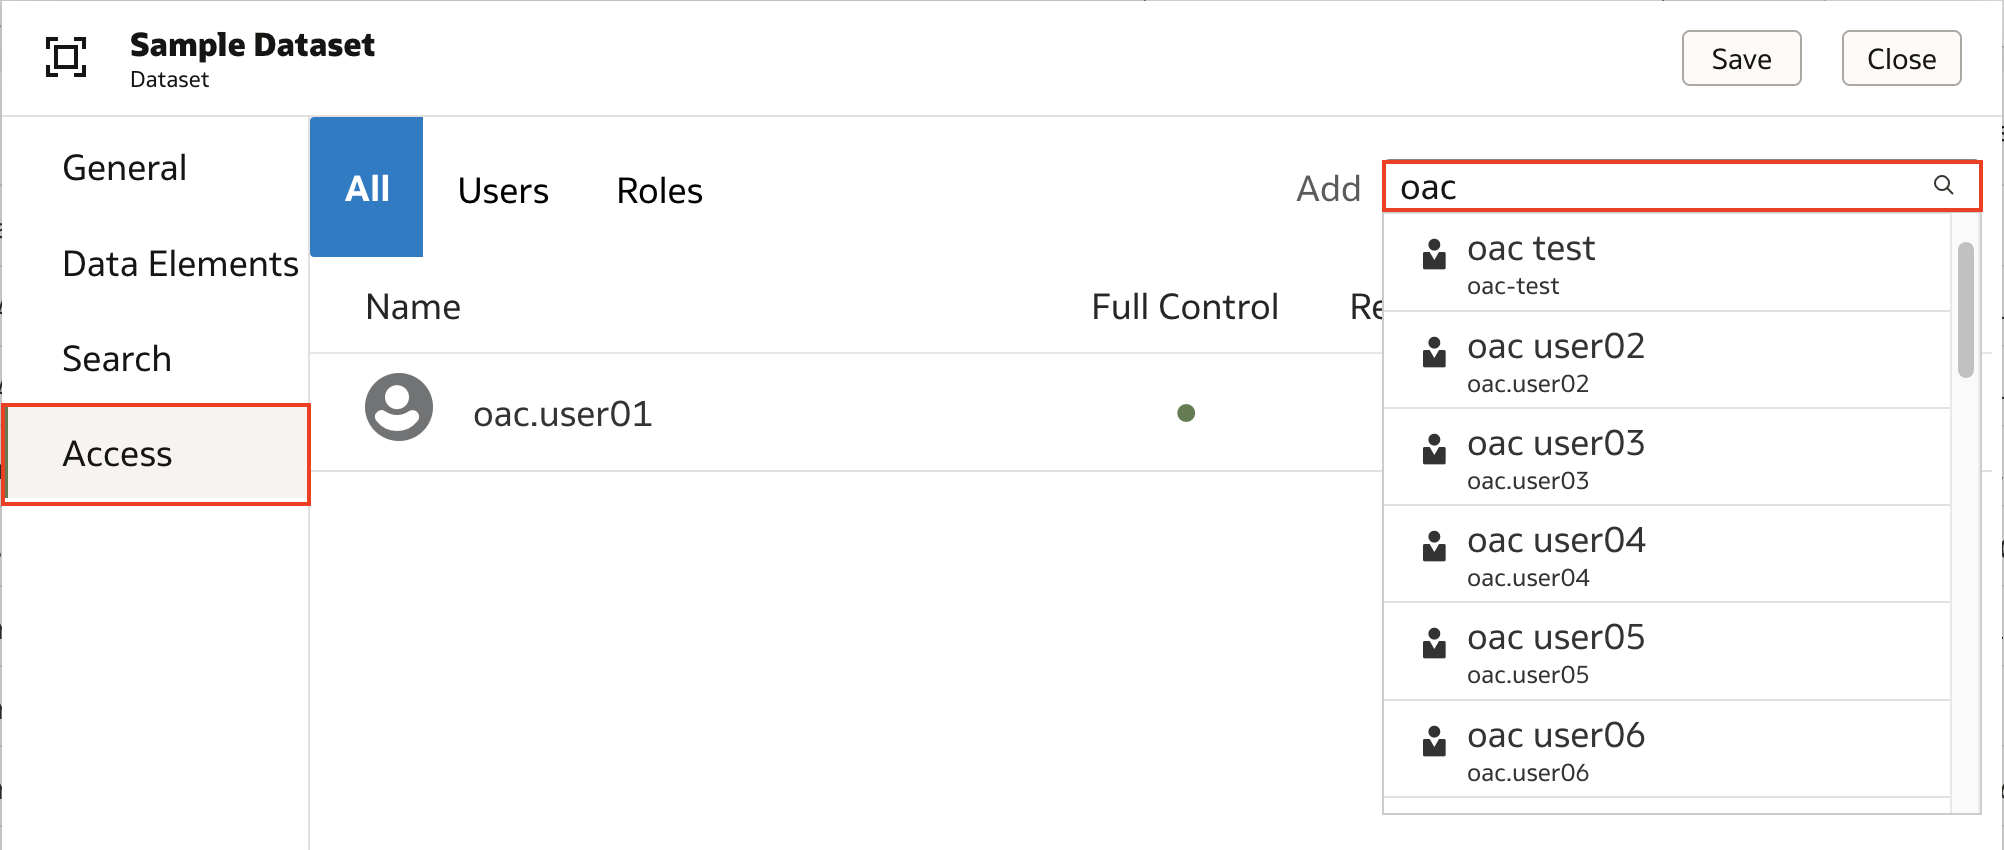 Sample Dataset
Dataset
Save
Close
General
Data Elements
Search
Access
All
Users
Roles
Add
oac
Name
Full Control
oac.user01
oac test
oac-test
oac user02
oac.user02
oac user03
oac.user03
oac user04
oac.user04
oac user05
oac.user05
oac user06
oac.user06